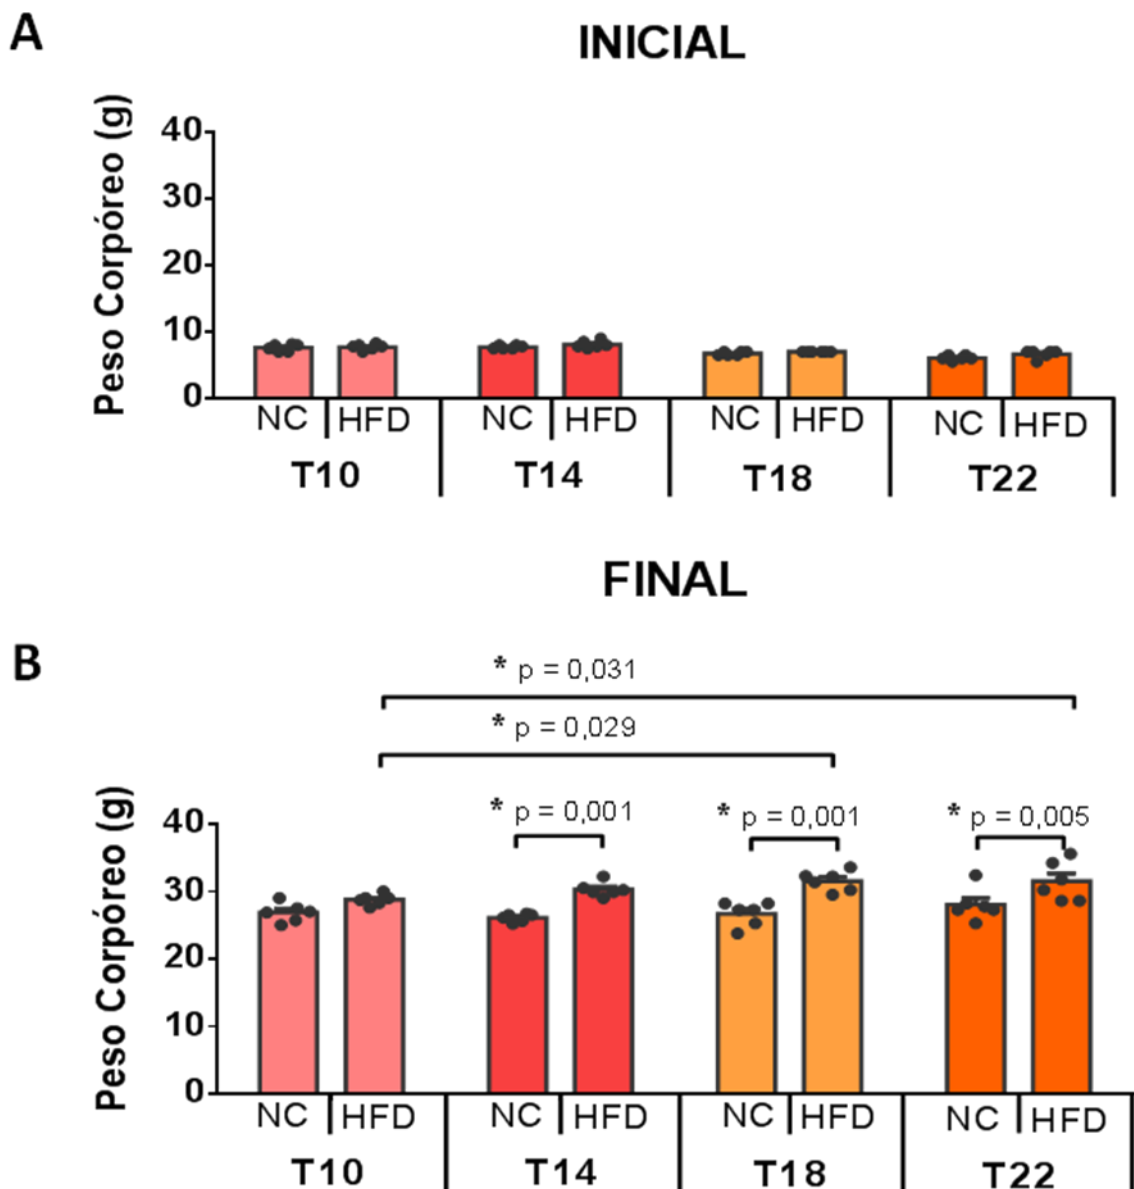 A
INICIAL
Peso Corpóreo (g)
40
30
20
10
0
NC HFD NC HFD NC HFD NC HFD
T10 T14 T18 T22
FINAL
B
* p = 0,031
* p = 0,029
* p = 0,001 * p = 0,001 * p = 0,005
Peso Corpóreo (g)
40
30
20
10
0
NC HFD NC HFD NC HFD NC HFD
T10 T14 T18 T22